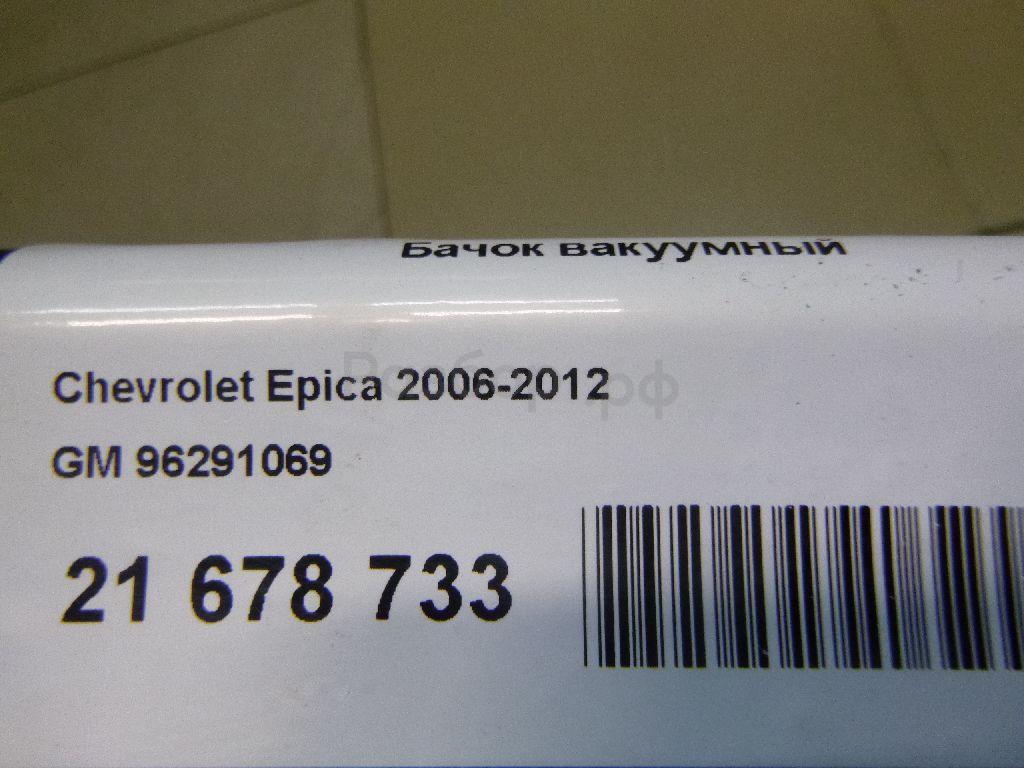 Бачок вакуумный
Chevrolet Epica 2006-2012
GM 96291069
21 678 733